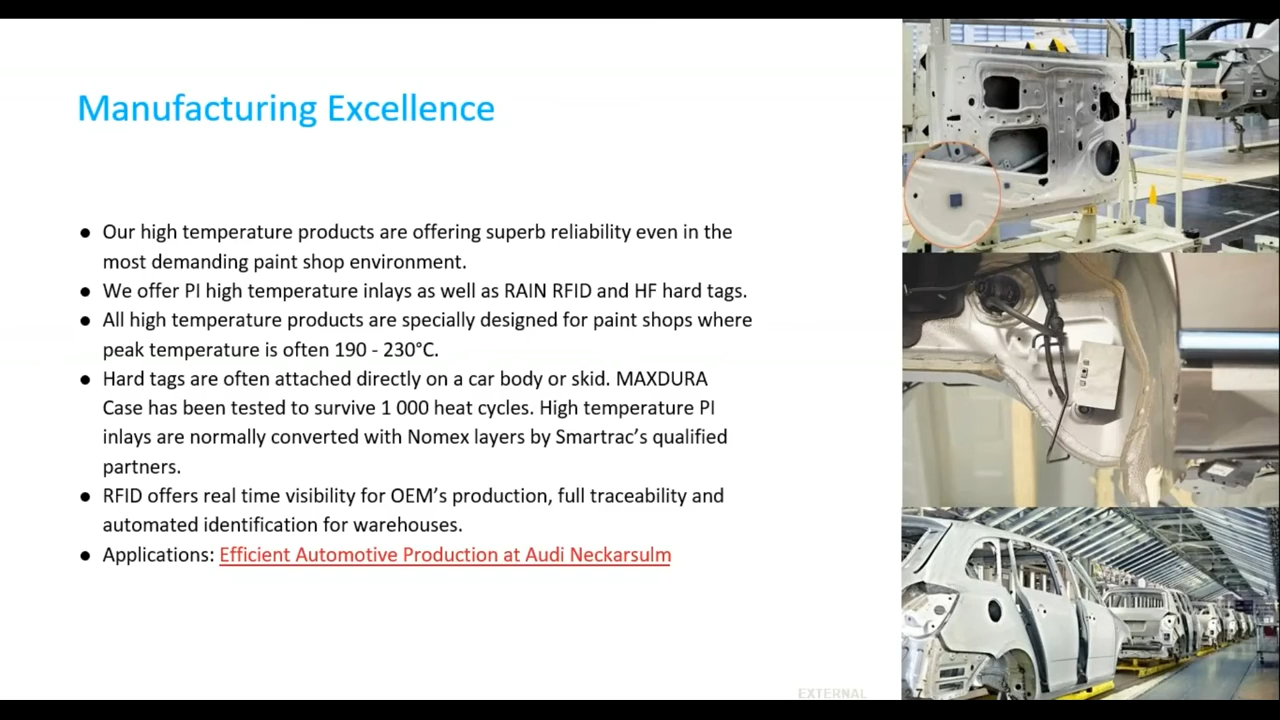 Manufacturing Excellence
● Our high temperature products are offering superb reliability even in the
most demanding paint shop environment.
● We offer PI high temperature inlays as well as RAIN RFID and HF hard tags.
● All high temperature products are specially designed for paint shops where
peak temperature is often 190 - 230°C.
● Hard tags are often attached directly on a car body or skid. MAXDURA
Case has been tested to survive 1 000 heat cycles. High temperature PI
inlays are normally converted with Nomex layers by Smartrac’s qualified
partners.
● RFID offers real time visibility for OEM’s production, full traceability and
automated identification for warehouses.
● Applications: Efficient Automotive Production at Audi Neckarsulm
EXTERNAL